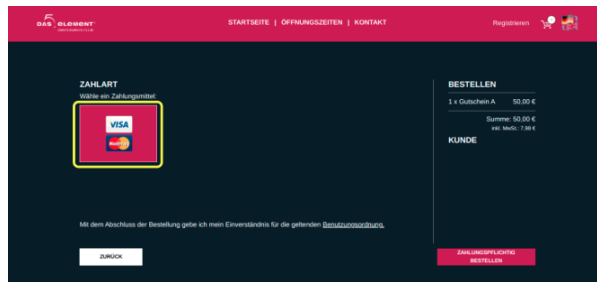 DAS 5 ELEMENT
STARTSEITE | ÖFFNUNGSZEITEN | KONTAKT
Registrieren
ZAHLART
Wähle ein Zahlungsmittel:
VISA
MasterCard
Mit dem Abschluss der Bestellung gebe ich mein Einverständnis für die geltenden Benutzungsordnung.
ZURÜCK
BESTELLEN
1 x Gutschein A 50,00 €
Summe: 50,00 €
inkl. MwSt.: 7,98 €
KUNDE
ZAHLUNGSPFLICHTIG
BESTELLEN